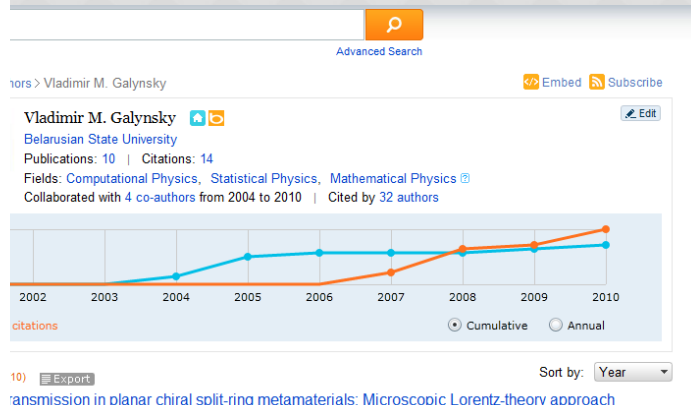 Advanced Search
> Vladimir M. Galynsky
Embed Subscribe
Vladimir M. Galynsky
Edit
Belarusian State University
Publications: 10 | Citations: 14
Fields: Computational Physics, Statistical Physics, Mathematical Physics ?
Collaborated with 4 co-authors from 2004 to 2010 | Cited by 32 authors
2002 2003 2004 2005 2006 2007 2008 2009 2010
citations
Cumulative Annual
Sort by: Year
10) Export
in planar chiral split-ring metamaterials: Microscopic Lorentz-theory approach